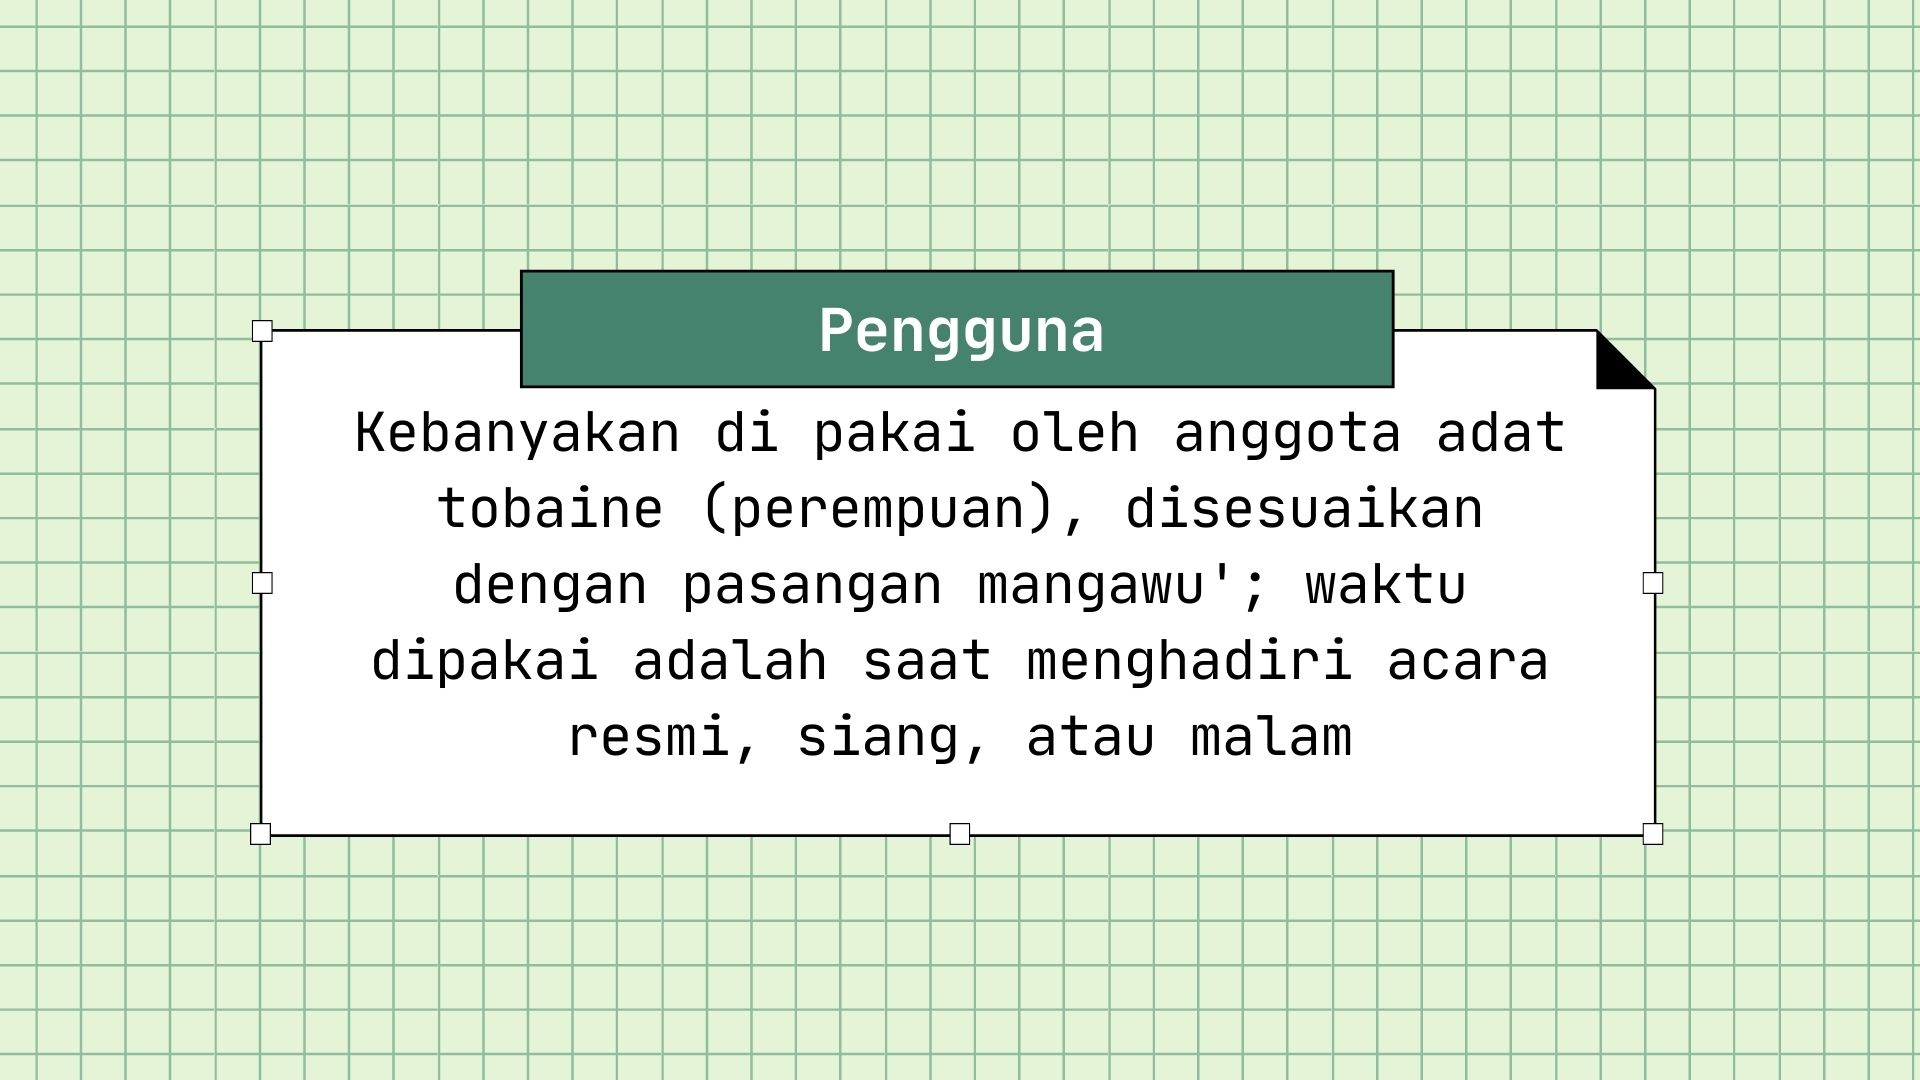 Pengguna
Kebanyakan di pakai oleh anggota adat
tobaine (perempuan), disesuaikan
dengan pasangan mangawu'; waktu
dipakai adalah saat menghadiri acara
resmi, siang, atau malam